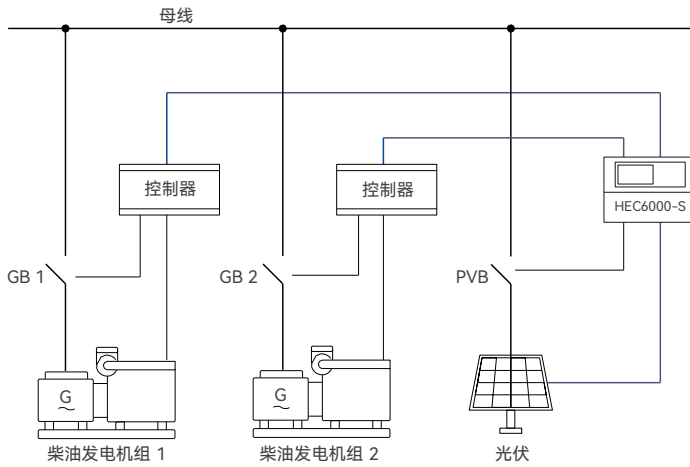 母线
控制器
控制器
HEC6000-S
GB 1
GB 2
PVB
G
~
G
~
柴油发电机组 1
柴油发电机组 2
光伏